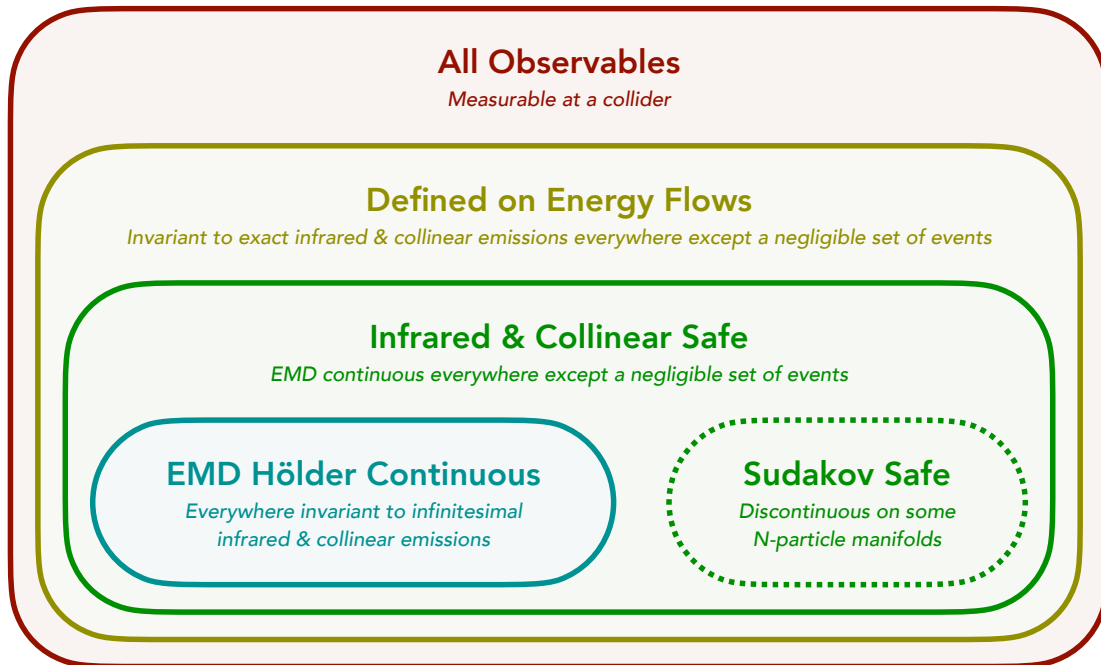 All Observables
Measurable at a collider
Defined on Energy Flows
Invariant to exact infrared & collinear emissions everywhere except a negligible set of events
Infrared & Collinear Safe
EMD continuous everywhere except a negligible set of events
EMD Hölder Continuous
Everywhere invariant to infinitesimal
infrared & collinear emissions
Sudakov Safe
Discontinuous on some
N-particle manifolds